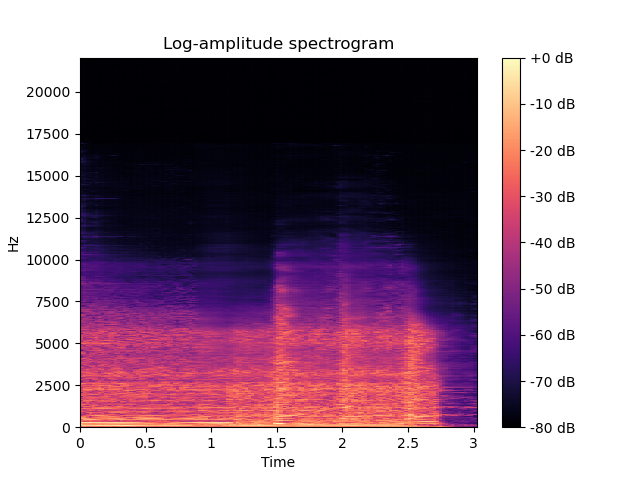 Log-amplitude spectrogram
Hz
20000
17500
15000
12500
10000
7500
5000
2500
0
0 0.5 1 1.5 2 2.5 3
Time
+0 dB
-10 dB
-20 dB
-30 dB
-40 dB
-50 dB
-60 dB
-70 dB
-80 dB